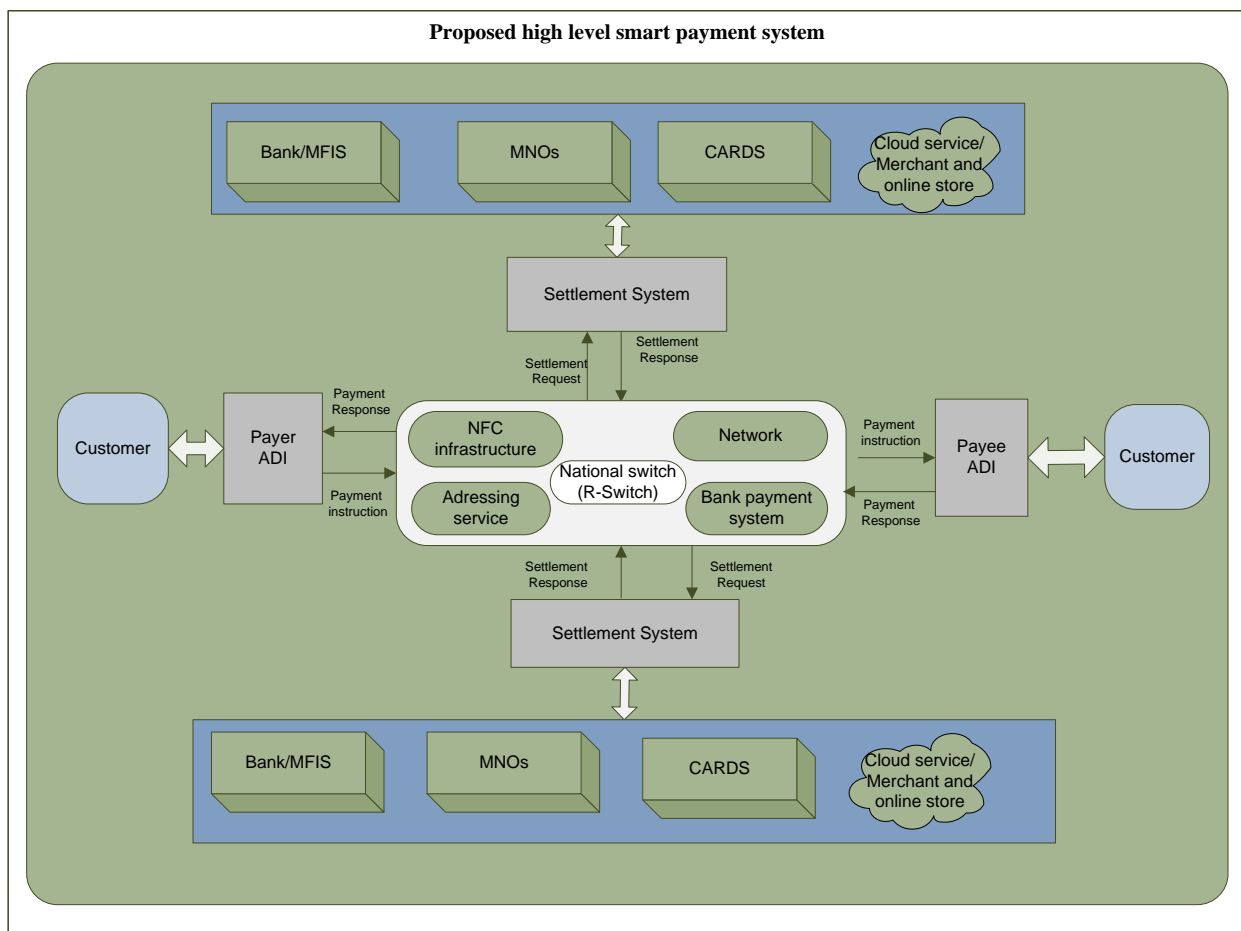 Proposed high level smart payment system
Bank/MFIS
MNOs
CARDS
Cloud service/
Merchant and
online store
Settlement System
Settlement
Request
Settlement
Response
Customer
Payer
ADI
Payment
Response
Payment
instruction
NFC
infrastructure
Network
National switch
(R-Switch)
Adressing
service
Bank payment
system
Payment
instruction
Payment
Response
Payee
ADI
Customer
Settlement
Response
Settlement
Request
Settlement System
Bank/MFIS
MNOs
CARDS
Cloud service/
Merchant and
online store